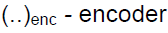 (..)enc - encoder